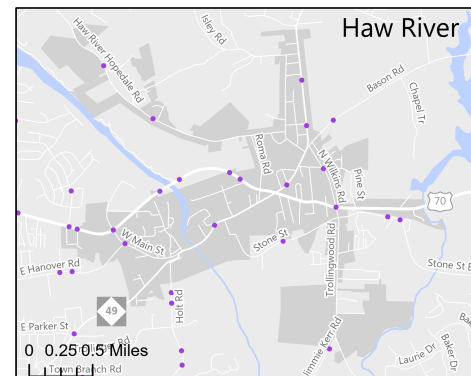 Haw River
Isley Rd
Haw River Hopedale Rd
Bason Rd
Chapel Tr
Roma Rd
N Wilkins Rd
Pine St
70
W Main St
Stone St
Trollingwood Rd
E Hanover Rd
Stone St E
Holt Rd
49
E Parker St
Jimmie Kerr Rd
Baker Dr
Laurie Dr
0 0.25 0.5 Miles
Town Branch Rd